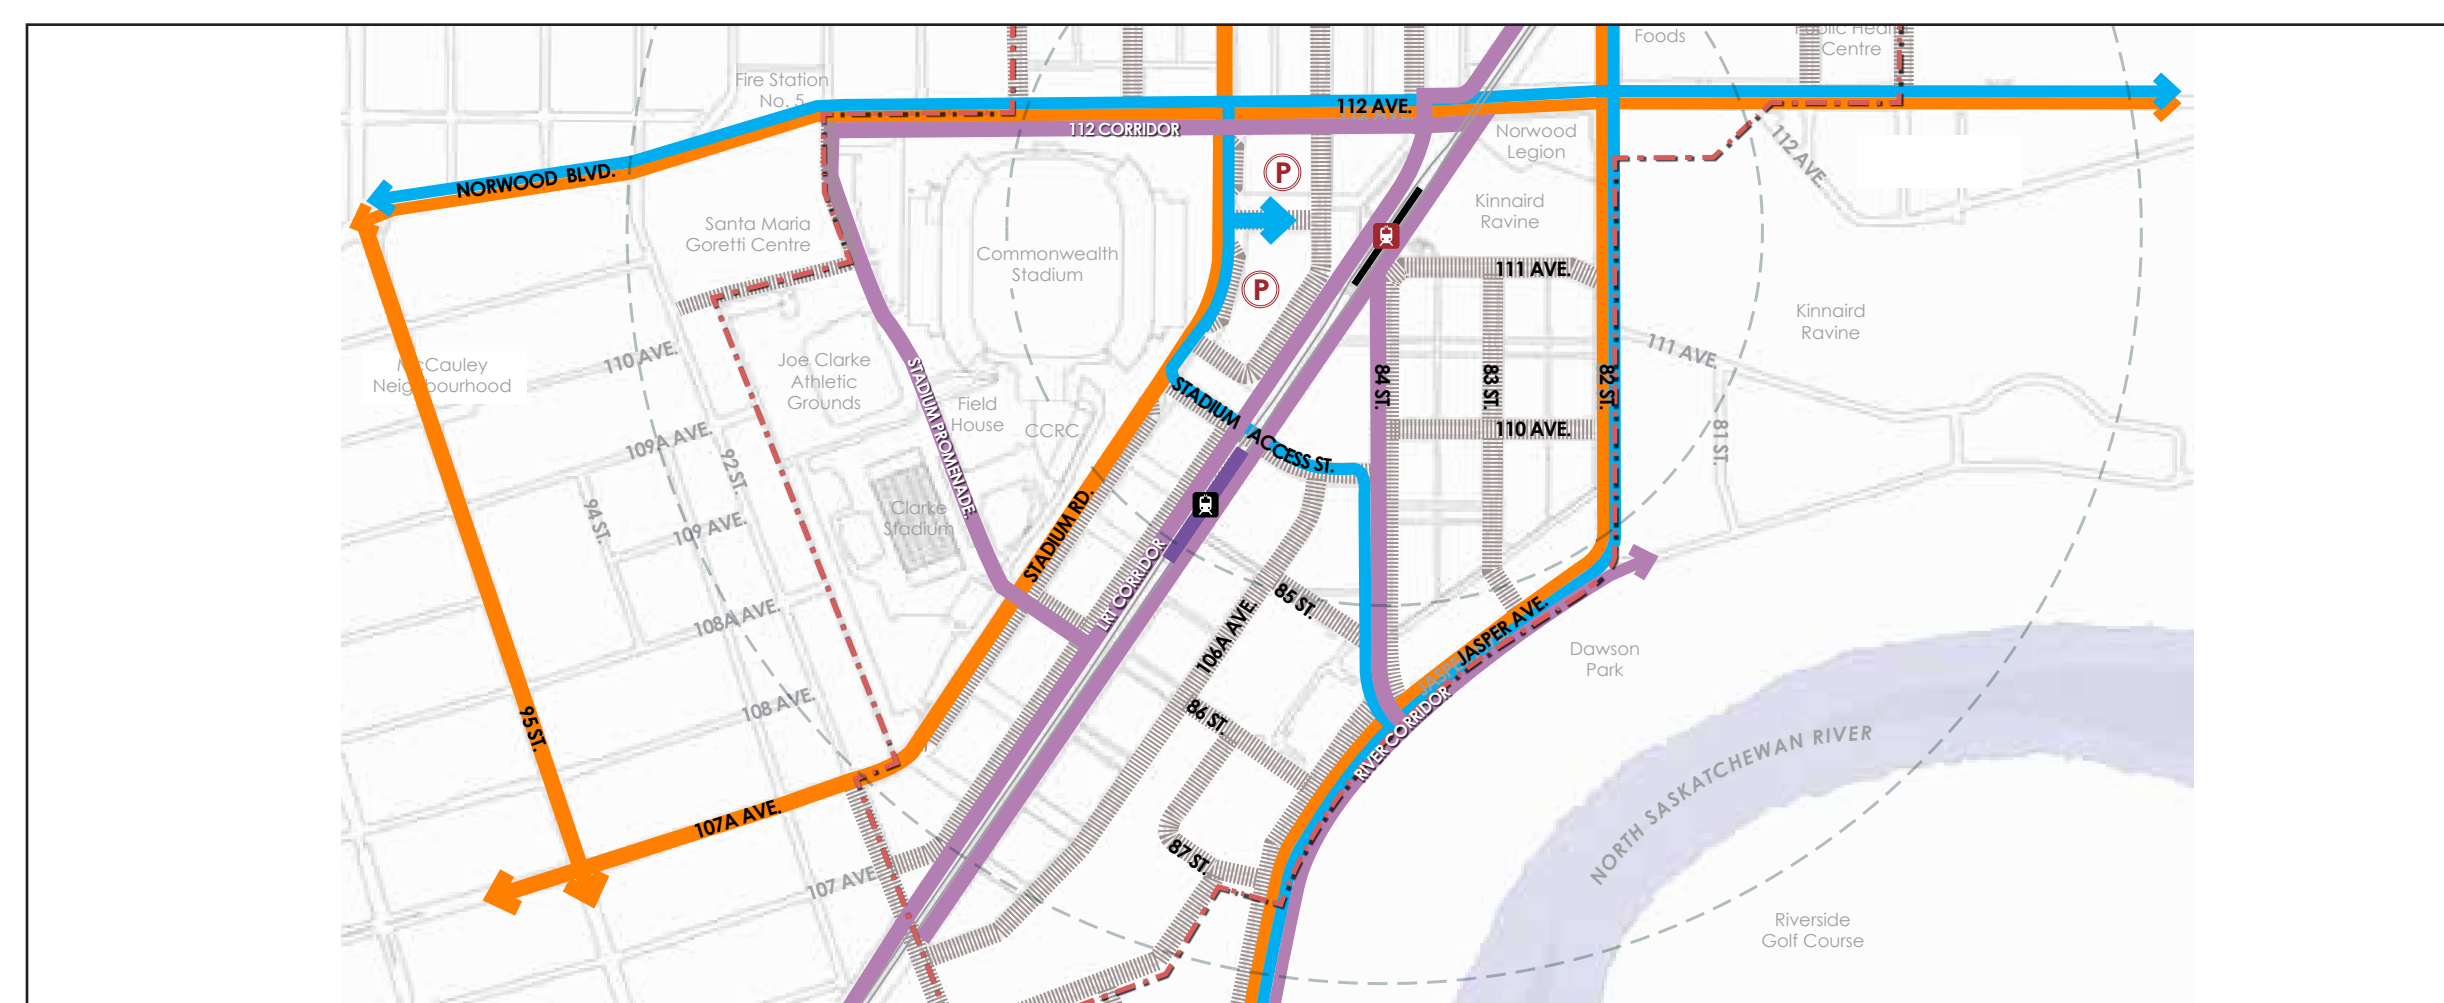 Foods
Public Health
Centre
Fire Station
No. 5
112 AVE.
112 CORRIDOR
Norwood
Legion
112 AVE.
NORWOOD BLVD.
P
Santa Maria
Goretti Centre
Kinnaird
Ravine
Commonwealth
Stadium
111 AVE.
P
Kinnaird
Ravine
McCauley
Neighbourhood
110 AVE.
Joe Clarke
Athletic
Grounds
STADIUM PROMENADE.
Field
House
CCRC
STADIUM ACCESS ST.
84 ST.
83 ST.
82 ST.
111 AVE.
110 AVE.
81 ST.
109A AVE.
92 ST.
94 ST.
109 AVE.
Clarke
Stadium
STADIUM RD.
LRT CORRIDOR
108A AVE.
85 ST.
106A AVE.
JASPER AVE.
JASP
Dawson
Park
RIVER CORRIDOR
108 AVE.
86 ST.
95 ST.
NORTH SASKATCHEWAN RIVER
107A AVE.
87 ST.
107 AVE
Riverside
Golf Course